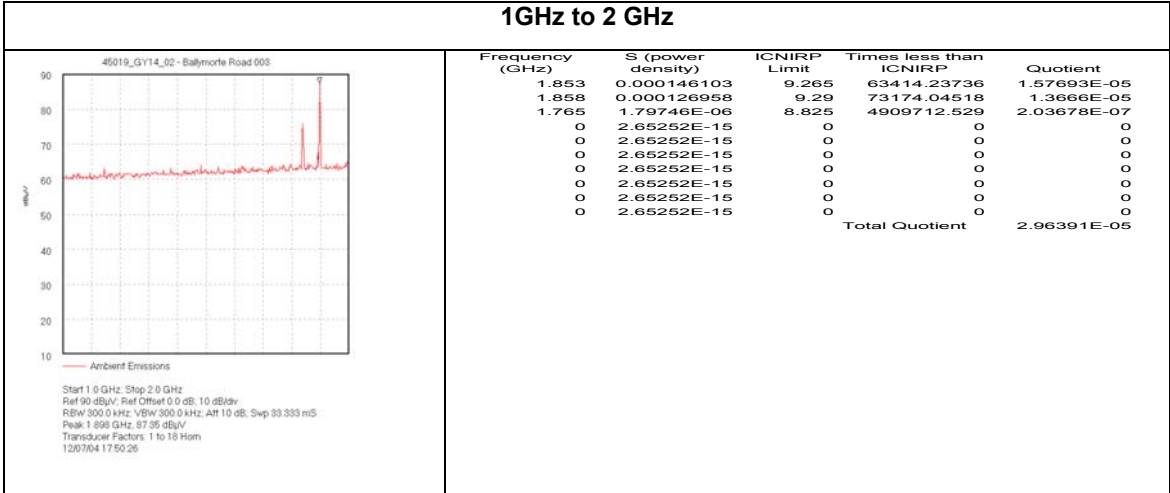 1GHz to 2 GHz
45019_GY14_02 - Ballymorte Road 003
90
80
70
60
50
40
30
20
10
dBµV
Ambient Emissions
Start 1.0 GHz; Stop 2.0 GHz
Ref 90 dBµV; Ref Offset 0.0 dB; 10 dB/div
RBW 300.0 kHz; VBW 300.0 kHz; Att 10 dB; Swp 33.333 mS
Peak 1.898 GHz, 87.35 dBµV
Transducer Factors: 1 to 18 Horn
12/07/04 17:50:26
Frequency (GHz) S (power density) ICNIRP Limit Times less than ICNIRP Quotient
1.853 0.000146103 9.265 63414.23736 1.57693E-05
1.858 0.000126958 9.29 73174.04518 1.3666E-05
1.765 1.79746E-06 8.825 4909712.529 2.03678E-07
0 2.65252E-15 0 0 0
0 2.65252E-15 0 0 0
0 2.65252E-15 0 0 0
0 2.65252E-15 0 0 0
0 2.65252E-15 0 0 0
0 2.65252E-15 0 0 0
0 2.65252E-15 0 0 0
Total Quotient 2.96391E-05